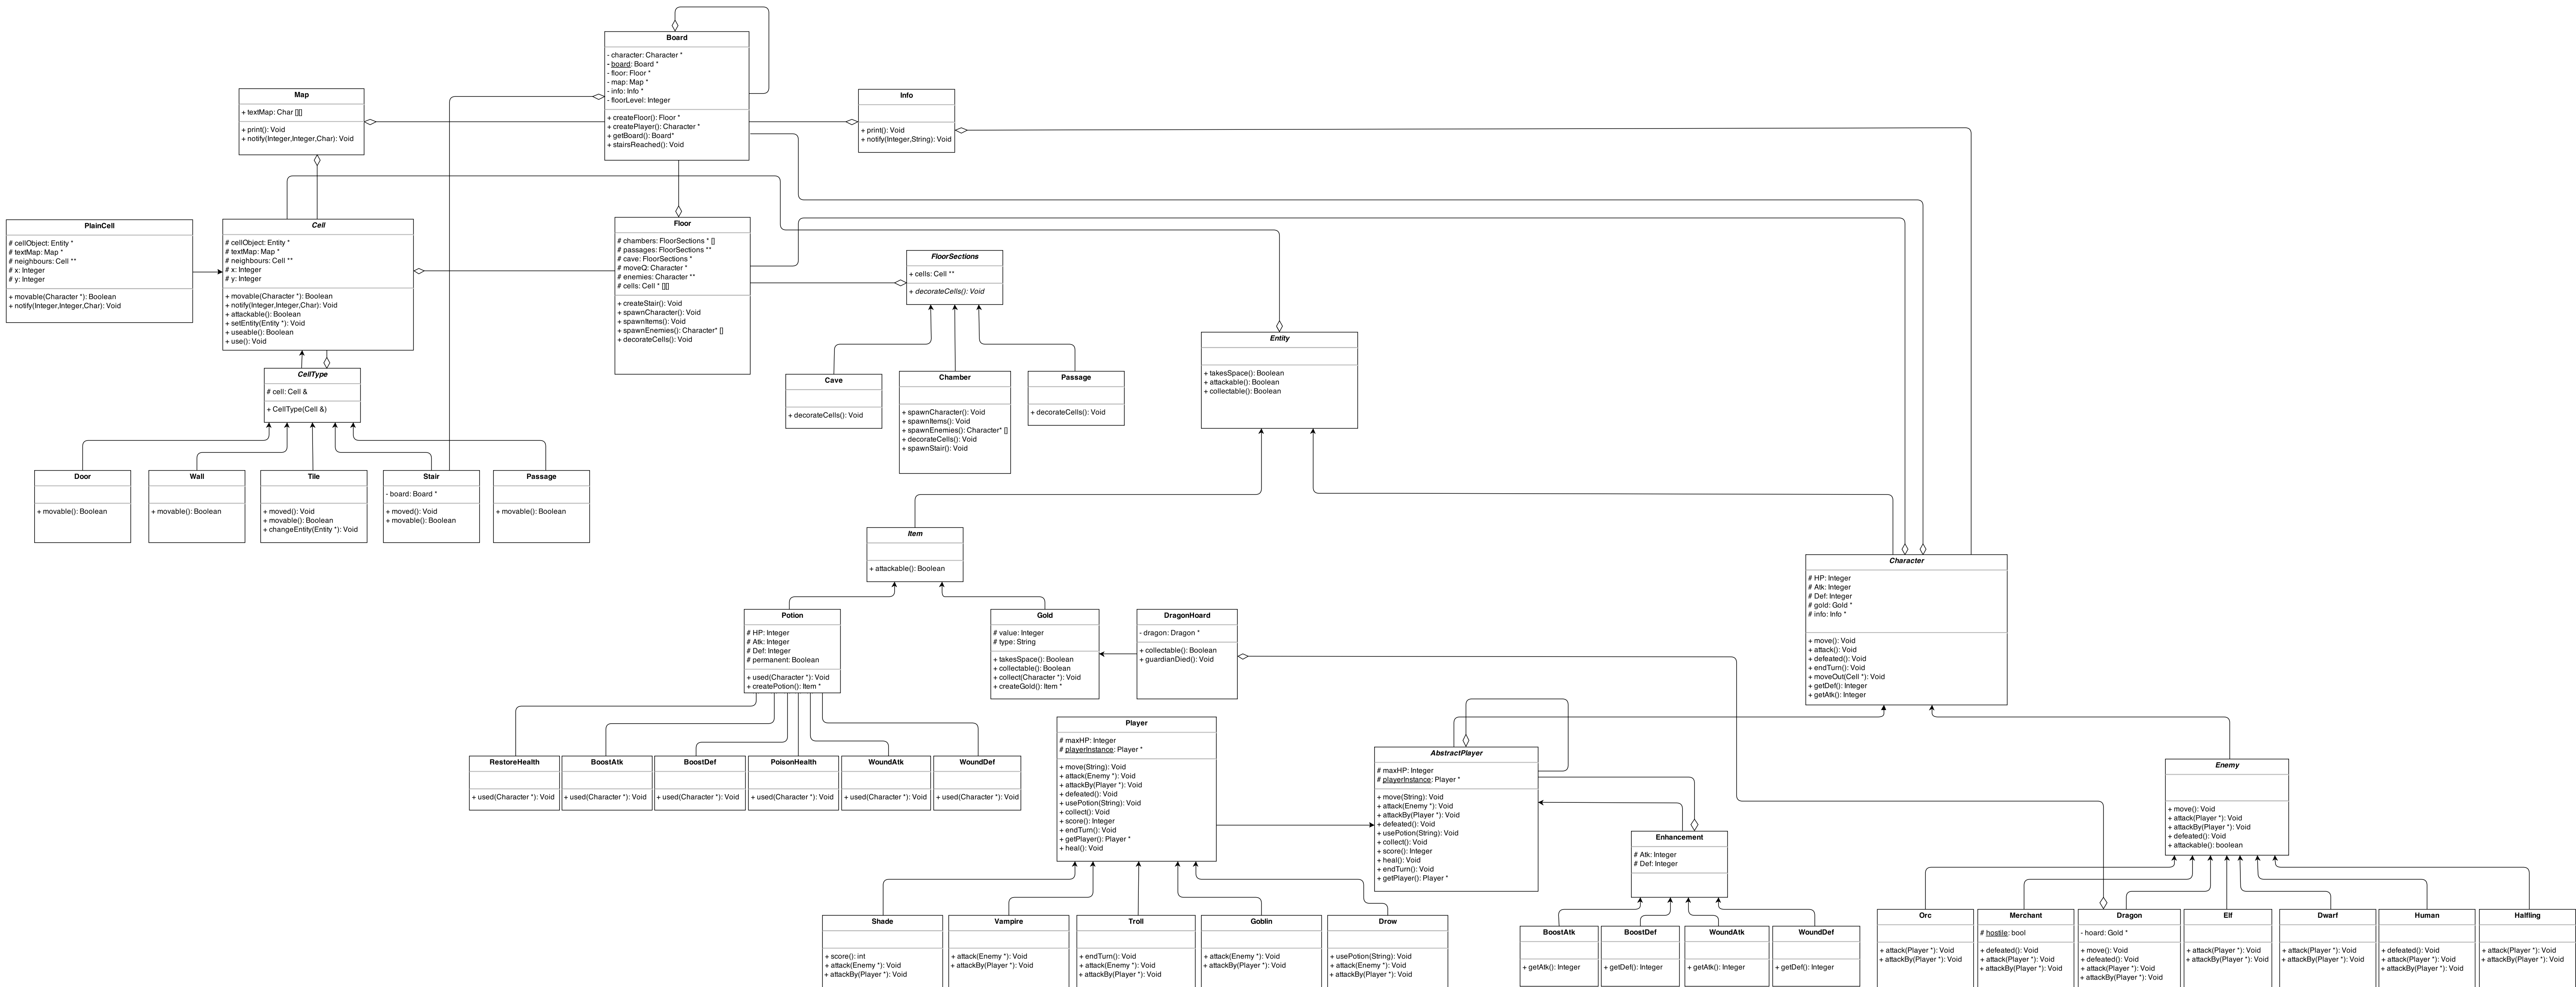 Board
- character: Character *
- board: Board *
- floor: Floor *
- map: Map *
- info: Info *
- floorLevel: Integer
+ createFloor(): Floor *
+ createPlayer(): Character *
+ getBoard(): Board*
+ stairsReached(): Void
Map
+ textMap: Char [][]
+ print(): Void
+ notify(Integer,Integer,Char): Void
Info
+ print(): Void
+ notify(Integer,String): Void
PlainCell
# cellObject: Entity *
# textMap: Map *
# neighbours: Cell **
# x: Integer
# y: Integer
+ movable(Character *): Boolean
+ notify(Integer,Integer,Char): Void
Cell
# cellObject: Entity *
# textMap: Map *
# neighbours: Cell **
# x: Integer
# y: Integer
+ movable(Character *): Boolean
+ notify(Integer,Integer,Char): Void
+ attackable(): Boolean
+ setEntity(Entity *): Void
+ useable(): Boolean
+ use(): Void
Floor
# chambers: FloorSections * []
# passages: FloorSections **
# cave: FloorSections *
# moveQ: Character *
# enemies: Character **
# cells: Cell * [][]
+ createStair(): Void
+ spawnCharacter(): Void
+ spawnItems(): Void
+ spawnEnemies(): Character* []
+ decorateCells(): Void
FloorSections
+ cells: Cell **
+ decorateCells(): Void
CellType
# cell: Cell &
+ CellType(Cell &)
Cave
+ decorateCells(): Void
Chamber
+ spawnCharacter(): Void
+ spawnItems(): Void
+ spawnEnemies(): Character* []
+ decorateCells(): Void
+ spawnStair(): Void
Passage
+ decorateCells(): Void
Entity
+ takesSpace(): Boolean
+ attackable(): Boolean
+ collectable(): Boolean
Door
+ movable(): Boolean
Wall
+ movable(): Boolean
Tile
+ moved(): Void
+ movable(): Boolean
+ changeEntity(Entity *): Void
Stair
- board: Board *
+ moved(): Void
+ movable(): Boolean
Passage
+ movable(): Boolean
Item
+ attackable(): Boolean
Character
# HP: Integer
# Atk: Integer
# Def: Integer
# gold: Gold *
# info: Info *
+ move(): Void
+ attack(): Void
+ defeated(): Void
+ endTurn(): Void
+ moveOut(Cell *): Void
+ getDef(): Integer
+ getAtk(): Integer
Potion
# HP: Integer
# Atk: Integer
# Def: Integer
# permanent: Boolean
+ used(Character *): Void
+ createPotion(): Item *
Gold
# value: Integer
# type: String
+ takesSpace(): Boolean
+ collectable(): Boolean
+ collect(Character *): Void
+ createGold(): Item *
DragonHoard
- dragon: Dragon *
+ collectable(): Boolean
+ guardianDied(): Void
RestoreHealth
+ used(Character *): Void
BoostAtk
+ used(Character *): Void
BoostDef
+ used(Character *): Void
PoisonHealth
+ used(Character *): Void
WoundAtk
+ used(Character *): Void
WoundDef
+ used(Character *): Void
Player
# maxHP: Integer
# playerInstance: Player *
+ move(String): Void
+ attack(Enemy *): Void
+ attackBy(Player *): Void
+ defeated(): Void
+ usePotion(String): Void
+ collect(): Void
+ score(): Integer
+ endTurn(): Void
+ getPlayer(): Player *
+ heal(): Void
AbstractPlayer
# maxHP: Integer
# playerInstance: Player *
+ move(String): Void
+ attack(Enemy *): Void
+ attackBy(Player *): Void
+ defeated(): Void
+ usePotion(String): Void
+ collect(): Void
+ score(): Integer
+ heal(): Void
+ endTurn(): Void
+ getPlayer(): Player *
Enhancement
# Atk: Integer
# Def: Integer
Enemy
+ move(): Void
+ attack(Player *): Void
+ attackBy(Player *): Void
+ defeated(): Void
+ attackable(): boolean
Shade
+ score(): int
+ attack(Enemy *): Void
+ attackBy(Player *): Void
Vampire
+ attack(Enemy *): Void
+ attackBy(Player *): Void
Troll
+ endTurn(): Void
+ attack(Enemy *): Void
+ attackBy(Player *): Void
Goblin
+ attack(Enemy *): Void
+ attackBy(Player *): Void
Drow
+ usePotion(String): Void
+ attack(Enemy *): Void
+ attackBy(Player *): Void
BoostAtk
+ getAtk(): Integer
BoostDef
+ getDef(): Integer
WoundAtk
+ getAtk(): Integer
WoundDef
+ getDef(): Integer
Orc
+ attack(Player *): Void
+ attackBy(Player *): Void
Merchant
# hostile: bool
+ defeated(): Void
+ attack(Player *): Void
+ attackBy(Player *): Void
Dragon
- hoard: Gold *
+ move(): Void
+ defeated(): Void
+ attack(Player *): Void
+ attackBy(Player *): Void
Elf
+ attack(Player *): Void
+ attackBy(Player *): Void
Dwarf
+ attack(Player *): Void
+ attackBy(Player *): Void
Human
+ defeated(): Void
+ attack(Player *): Void
+ attackBy(Player *): Void
Halfling
+ attack(Player *): Void
+ attackBy(Player *): Void